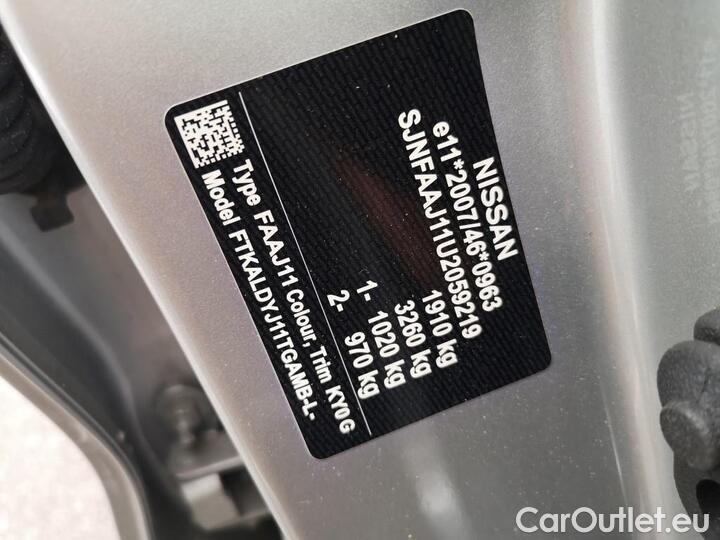 NISSAN
e11*2007/46*0963
SJNFAAJ11U2059219
1910 kg
3260 kg
1- 1020 kg
2- 970 kg
Type FAAJ11 Colour, Trim KY0G
Model FTKALDYJ11TGAMB-L-
CarOutlet.eu